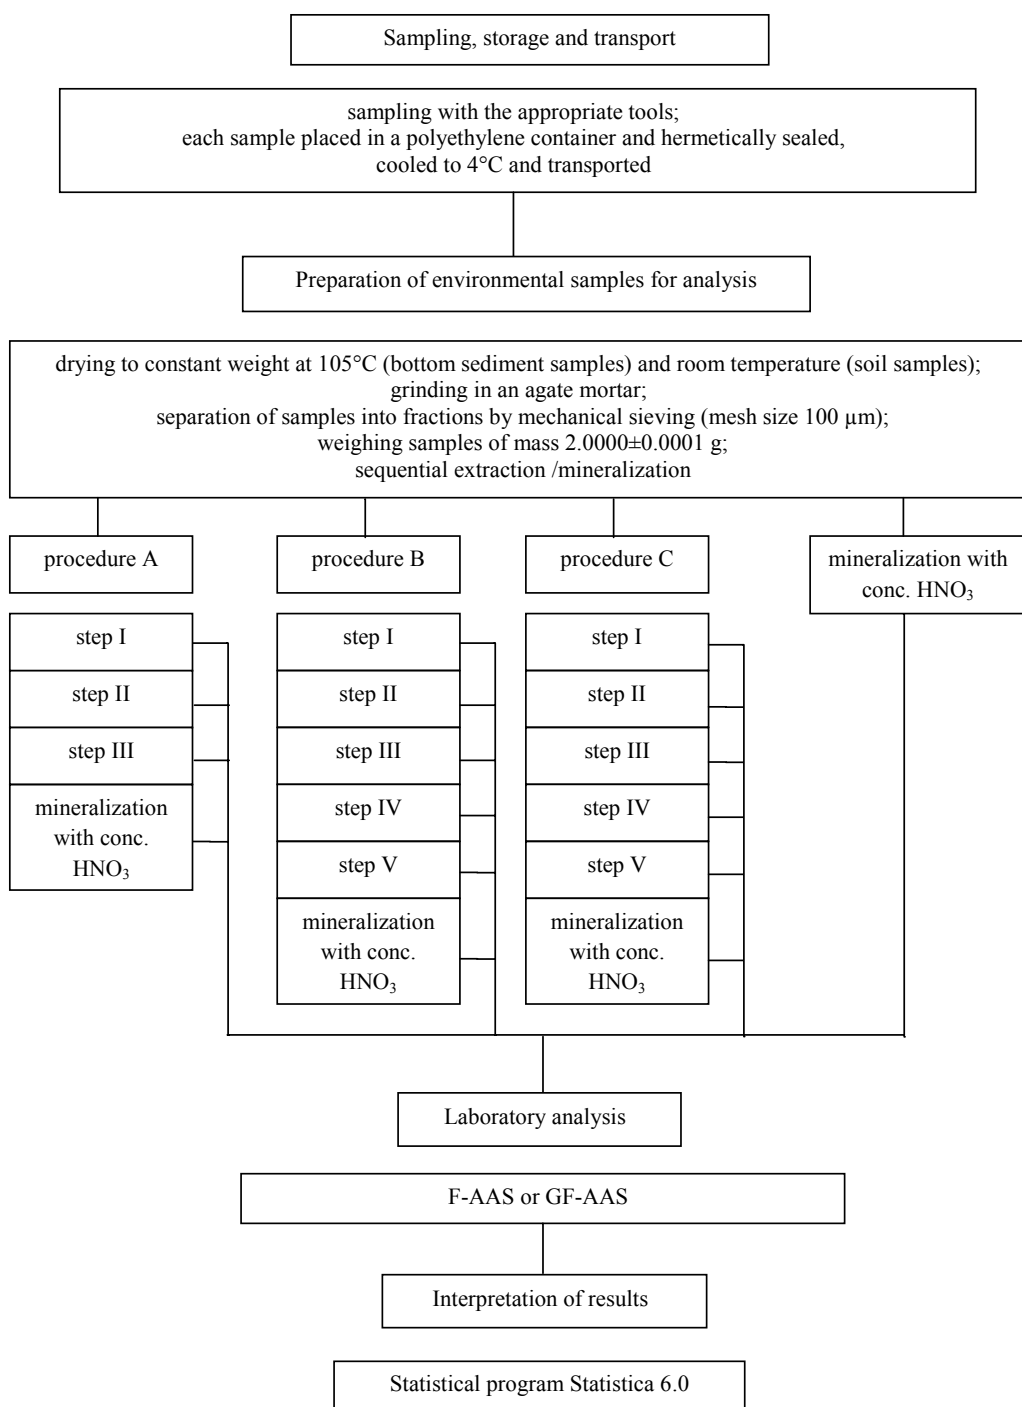 Sampling, storage and transport
sampling with the appropriate tools;
each sample placed in a polyethylene container and hermetically sealed,
cooled to 4°C and transported
Preparation of environmental samples for analysis
drying to constant weight at 105°C (bottom sediment samples) and room temperature (soil samples);
grinding in an agate mortar;
separation of samples into fractions by mechanical sieving (mesh size 100 µm);
weighing samples of mass 2.0000±0.0001 g;
sequential extraction /mineralization
procedure A
step I
step II
step III
mineralization
with conc.
HNO₃
procedure B
step I
step II
step III
step IV
step V
mineralization
with conc.
HNO₃
procedure C
step I
step II
step III
step IV
step V
mineralization
with conc.
HNO₃
mineralization with
conc. HNO₃
Laboratory analysis
F-AAS or GF-AAS
Interpretation of results
Statistical program Statistica 6.0